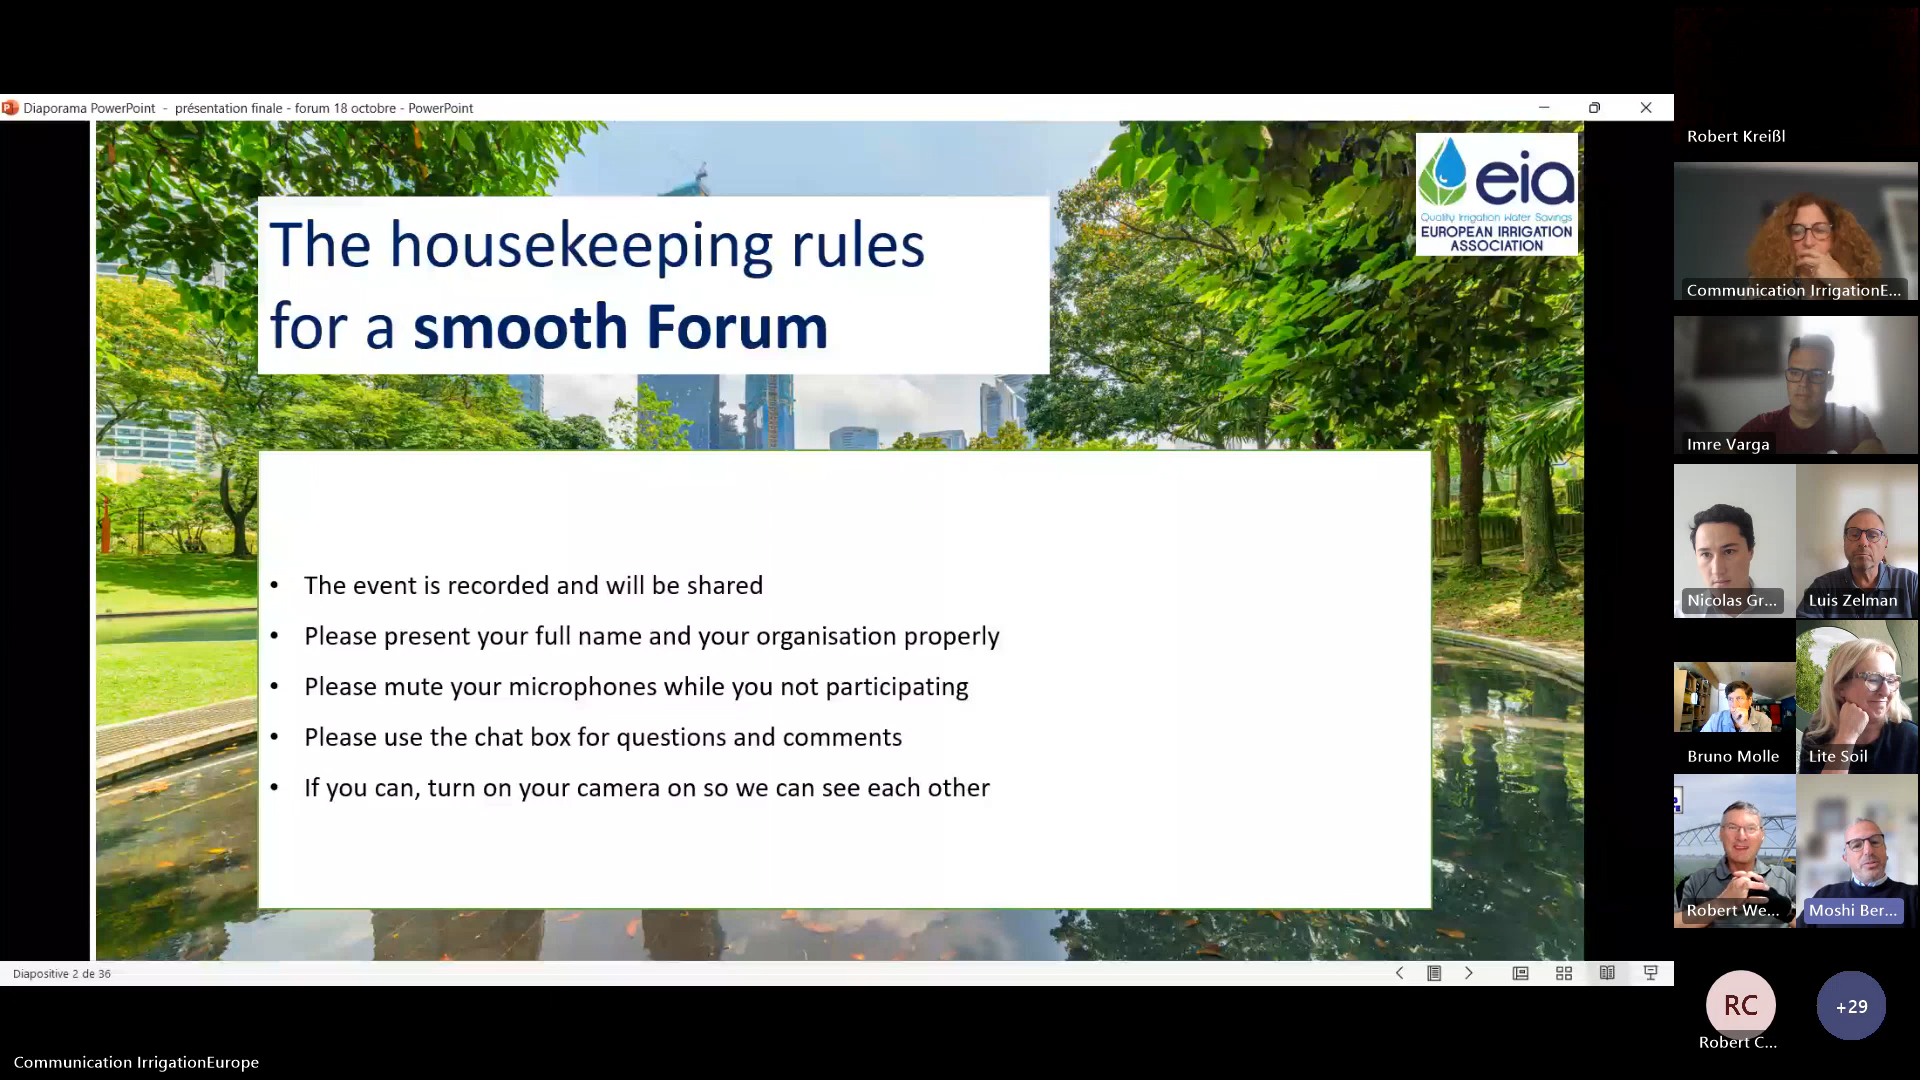 Diaporama PowerPoint - présentation finale - forum 18 octobre - PowerPoint
The housekeeping rules
for a smooth Forum
eia
Quality Irrigation Water Savings
EUROPEAN IRRIGATION
ASSOCIATION
• The event is recorded and will be shared
• Please present your full name and your organisation properly
• Please mute your microphones while you not participating
• Please use the chat box for questions and comments
• If you can, turn on your camera on so we can see each other
Diapositive 2 de 36
Communication IrrigationEurope
Robert Kreißl
Communication IrrigationE...
Imre Varga
Nicolas Gr...
Luis Zelman
Bruno Molle
Lite Soil
Robert We...
Moshi Ber...
RC
Robert C...
+29